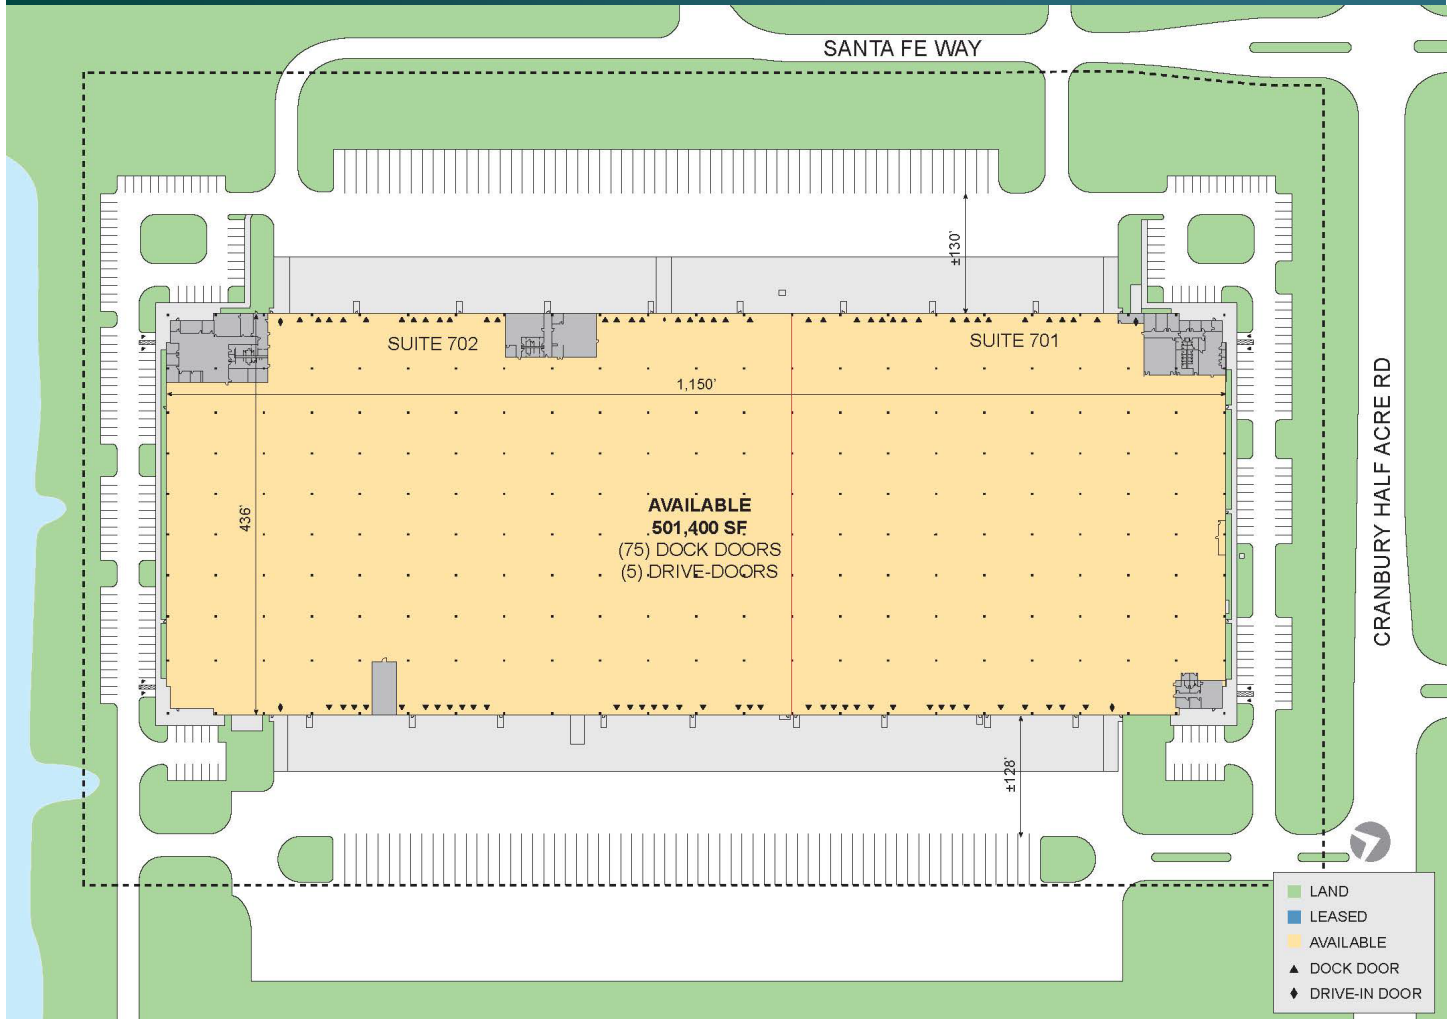 SANTA FE WAY
±130'
SUITE 702
SUITE 701
1,150'
436'
AVAILABLE
501,400 SF
(75) DOCK DOORS
(5) DRIVE-DOORS
CRANBURY HALF ACRE RD
±128'
LAND
LEASED
AVAILABLE
DOCK DOOR
DRIVE-IN DOOR